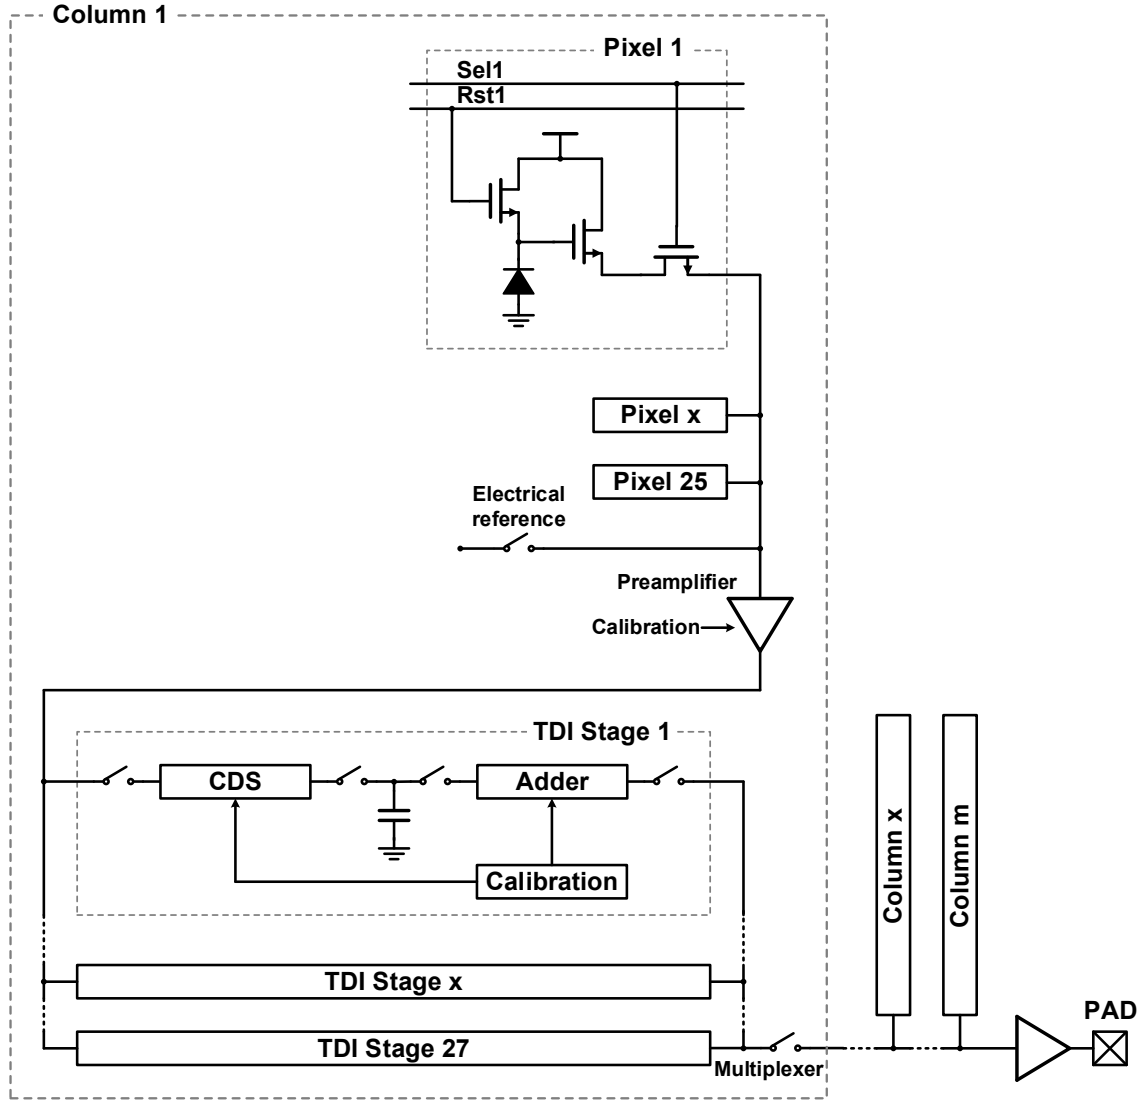 Column 1
Pixel 1
Sel1
Rst1
Pixel x
Pixel 25
Electrical
reference
Preamplifier
Calibration
TDI Stage 1
CDS
Adder
Calibration
Column x
Column m
TDI Stage x
TDI Stage 27
Multiplexer
PAD